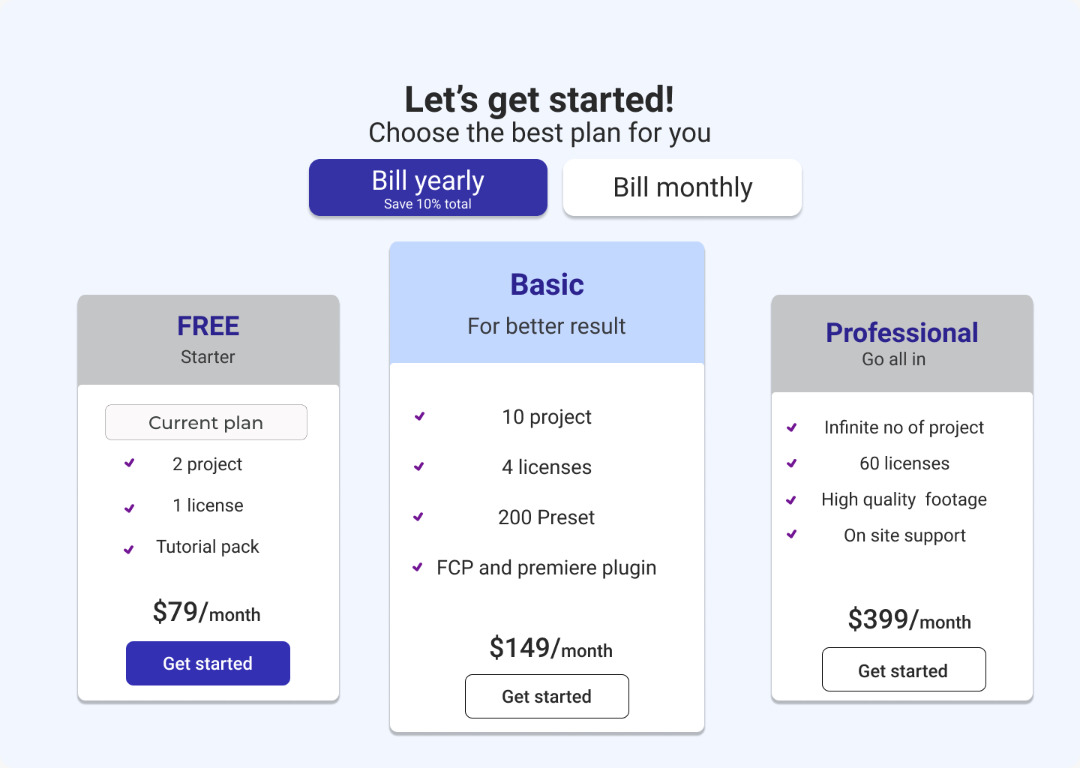 Let’s get started!
Choose the best plan for you
Bill yearly
Save 10% total
Bill monthly
FREE
Starter
Current plan
2 project
1 license
Tutorial pack
$79/month
Get started
Basic
For better result
10 project
4 licenses
200 Preset
FCP and premiere plugin
$149/month
Get started
Professional
Go all in
Infinite no of project
60 licenses
High quality  footage
On site support
$399/month
Get started